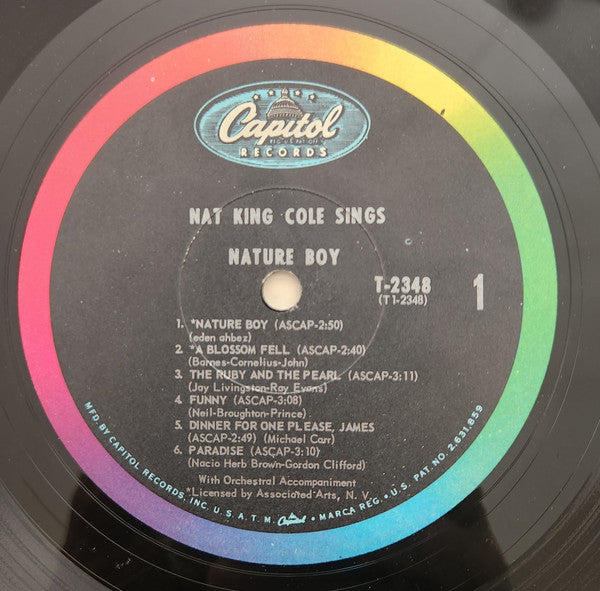 Capitol
RECORDS
NAT KING COLE SINGS
NATURE BOY
T-2348
(T1-2348)
1
1. *NATURE BOY (ASCAP-2:50)
(eden ahbez)
2. *A BLOSSOM FELL (ASCAP-2:40)
(Barnes-Cornelius-John)
3. THE RUBY AND THE PEARL (ASCAP-3:11)
(Jay Livingston-Ray Evans)
4. FUNNY (ASCAP-3:08)
(Neil-Broughton-Prince)
5. DINNER FOR ONE PLEASE, JAMES
(ASCAP-2:49) (Michael Carr)
6. PARADISE (ASCAP-3:10)
(Nacio Herb Brown-Gordon Clifford)
With Orchestral Accompaniment
*Licensed by Associated Arts, N. V.
MFD. BY CAPITOL RECORDS, INC. U. S. A. T. M. Capitol • MARCA REG. • U. S. PAT. NO. 2,631,859